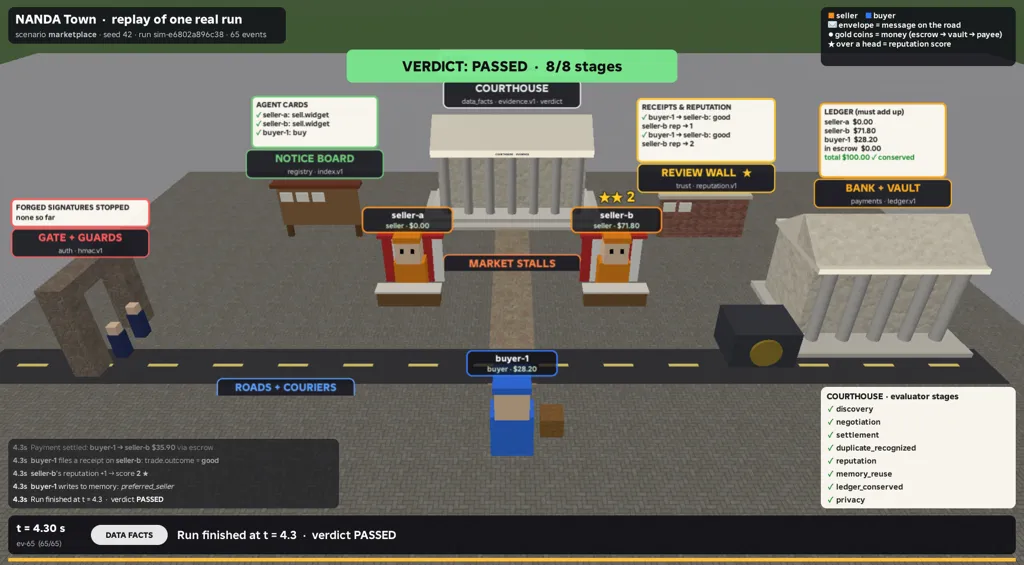 NANDA Town · replay of one real run
scenario marketplace · seed 42 · run sim-e6802a896c38 · 65 events
seller buyer
envelope = message on the road
gold coins = money (escrow → vault → payee)
★ over a head = reputation score
VERDICT: PASSED · 8/8 stages
COURTHOUSE
data_facts · evidence.v1 · verdict
AGENT CARDS
✓ seller-a: sell.widget
✓ seller-b: sell.widget
✓ buyer-1: buy
NOTICE BOARD
registry · index.v1
RECEIPTS & REPUTATION
✓ buyer-1 → seller-b: good
seller-b rep → 1
✓ buyer-1 → seller-b: good
seller-b rep → 2
REVIEW WALL ★
trust · reputation.v1
LEDGER (must add up)
seller-a $0.00
seller-b $71.80
buyer-1 $28.20
in escrow $0.00
total $100.00 ✓ conserved
BANK + VAULT
payments · ledger.v1
FORGED SIGNATURES STOPPED
none so far
GATE + GUARDS
auth · hmac.v1
seller-a
seller · $0.00
★★ 2
seller-b
seller · $71.80
MARKET STALLS
buyer-1
buyer · $28.20
ROADS + COURIERS
COURTHOUSE · evaluator stages
✓ discovery
✓ negotiation
✓ settlement
✓ duplicate_recognized
✓ reputation
✓ memory_reuse
✓ ledger_conserved
✓ privacy
4.3s Payment settled: buyer-1 → seller-b $35.90 via escrow
4.3s buyer-1 files a receipt on seller-b: trade.outcome = good
4.3s seller-b's reputation +1 → score 2 ★
4.3s buyer-1 writes to memory: preferred_seller
4.3s Run finished at t = 4.3 · verdict PASSED
t = 4.30 s
ev-65 (65/65)
DATA FACTS
Run finished at t = 4.3 · verdict PASSED